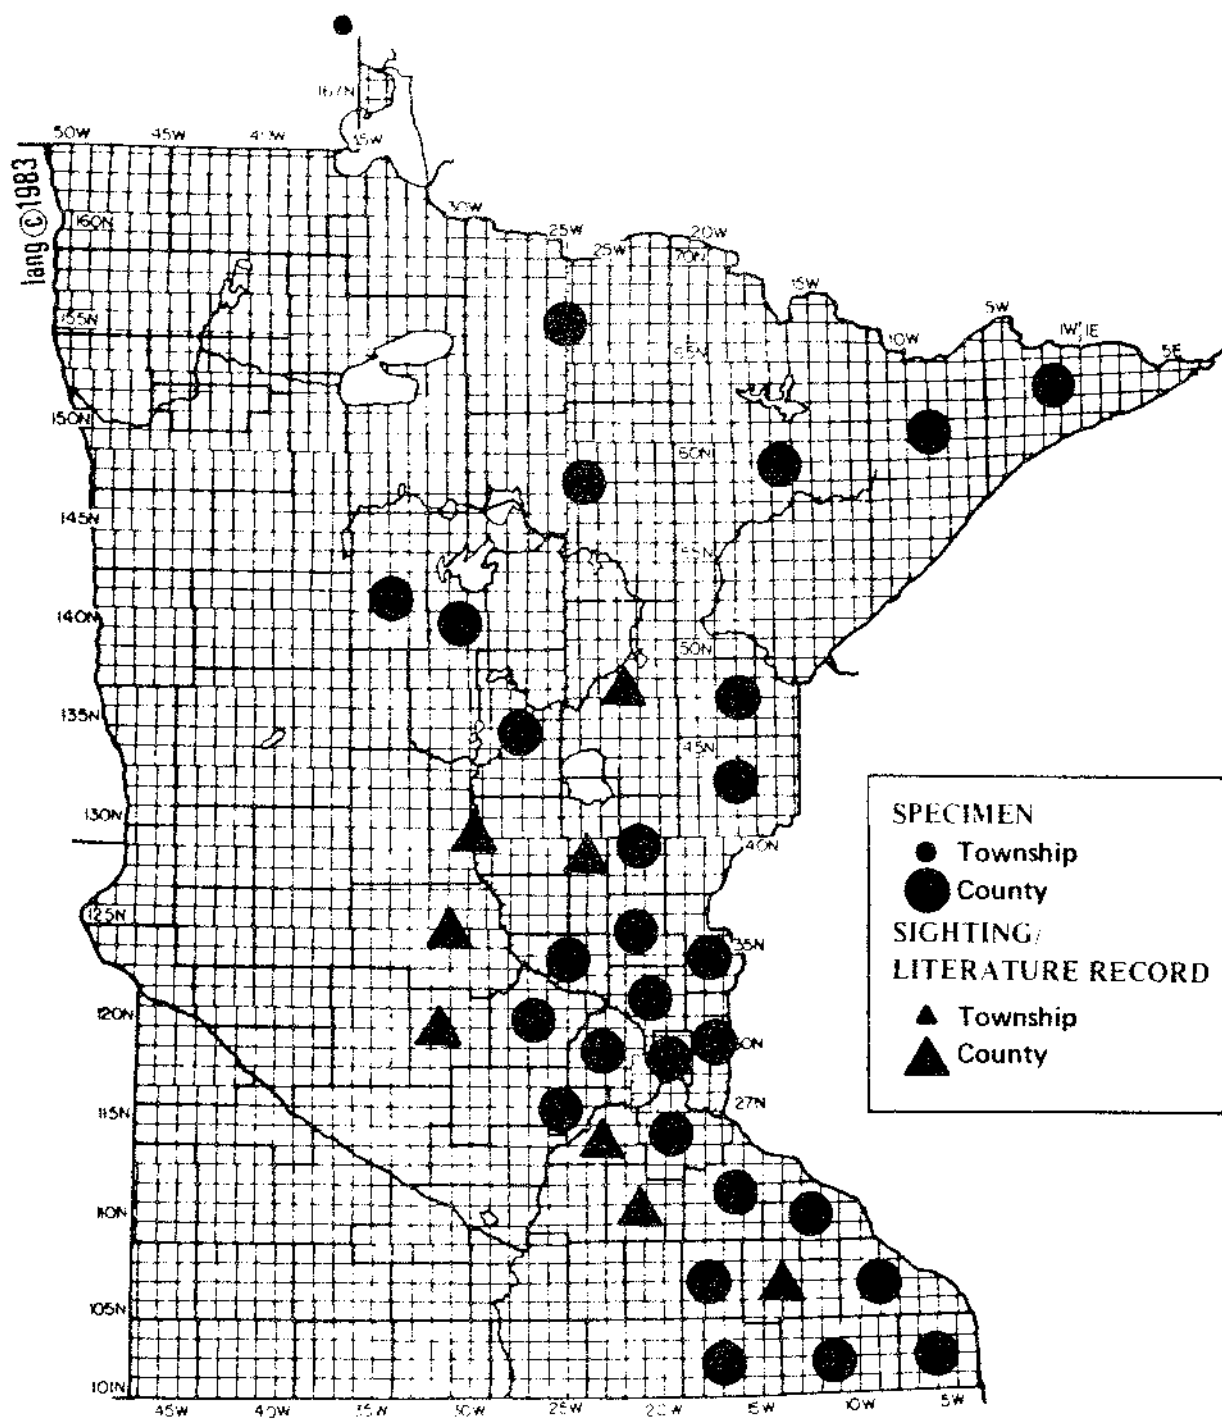 167N
50W 45W 40W 35W
lang © 1983
160N
30W
25W
25W
20W
70N
15W
155N
5W
1W 1E
10W
65N
5E
150N
60N
145N
55N
140N
50N
135N
45N
130N
40N
125N
35N
120N
30N
115N
27N
110N
105N
101N
45W 40W 35W 30W 25W 20W 15W 10W 5W
SPECIMEN
Township
County
SIGHTING/
LITERATURE RECORD
Township
County